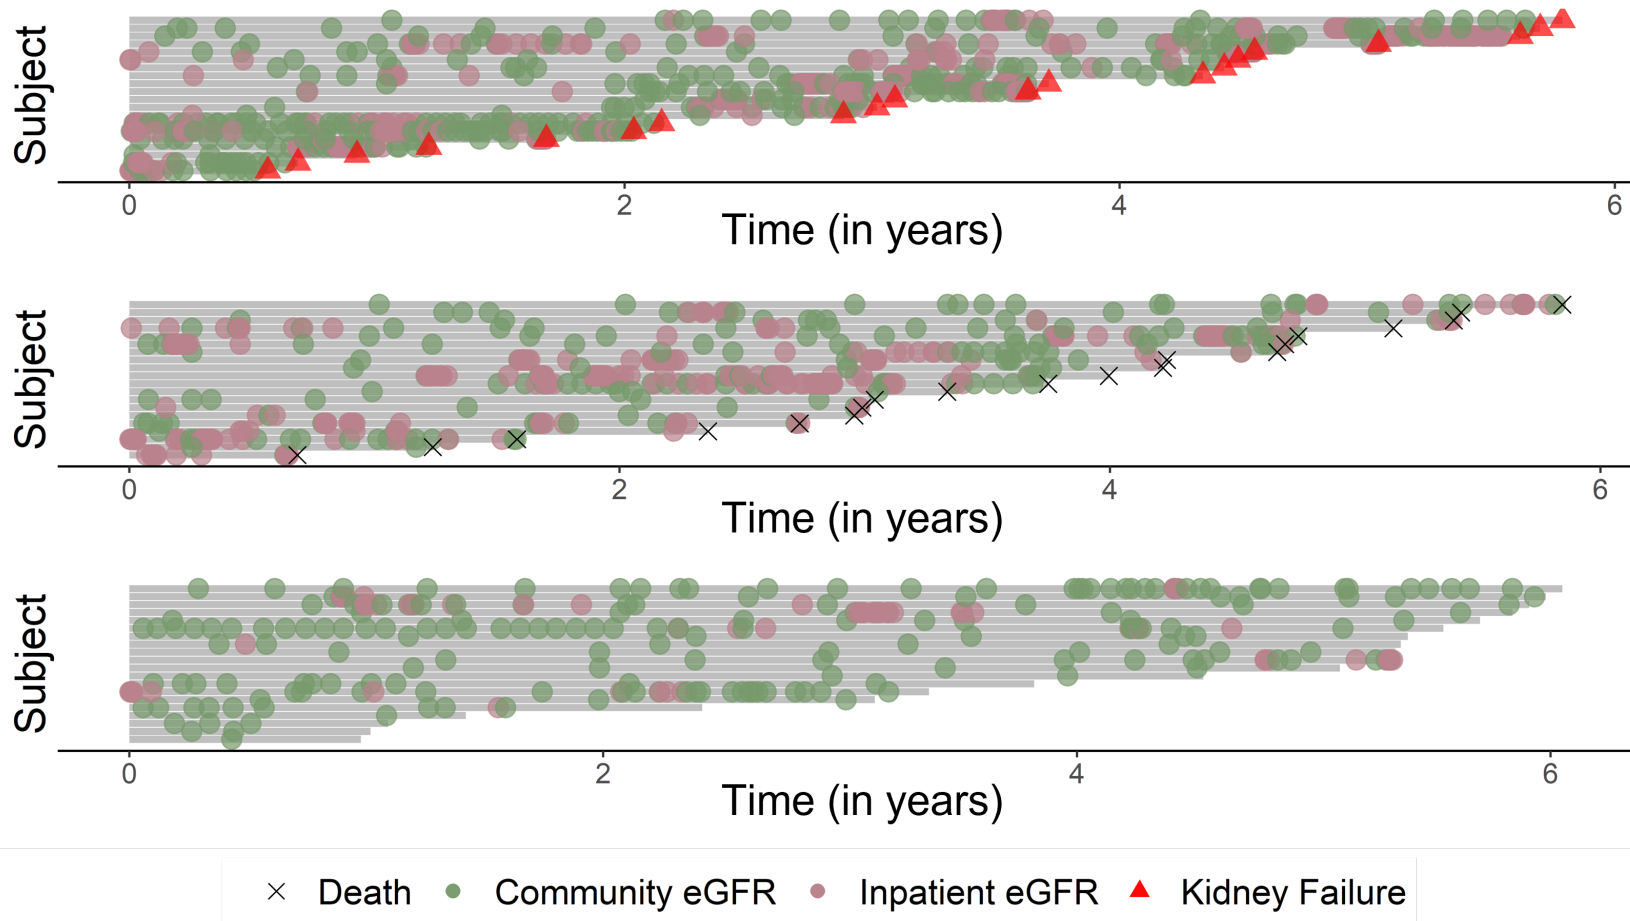 Subject
0 2 4 6
Time (in years)
Subject
0 2 4 6
Time (in years)
Subject
0 2 4 6
Time (in years)
Death Community eGFR Inpatient eGFR Kidney Failure